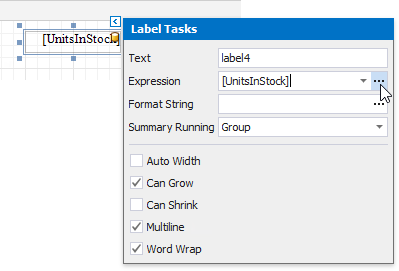 Label Tasks
[UnitsInStock]
Text label4
Expression [UnitsInStock] ...
Format String ...
Summary Running Group
Auto Width
Can Grow
Can Shrink
Multiline
Word Wrap